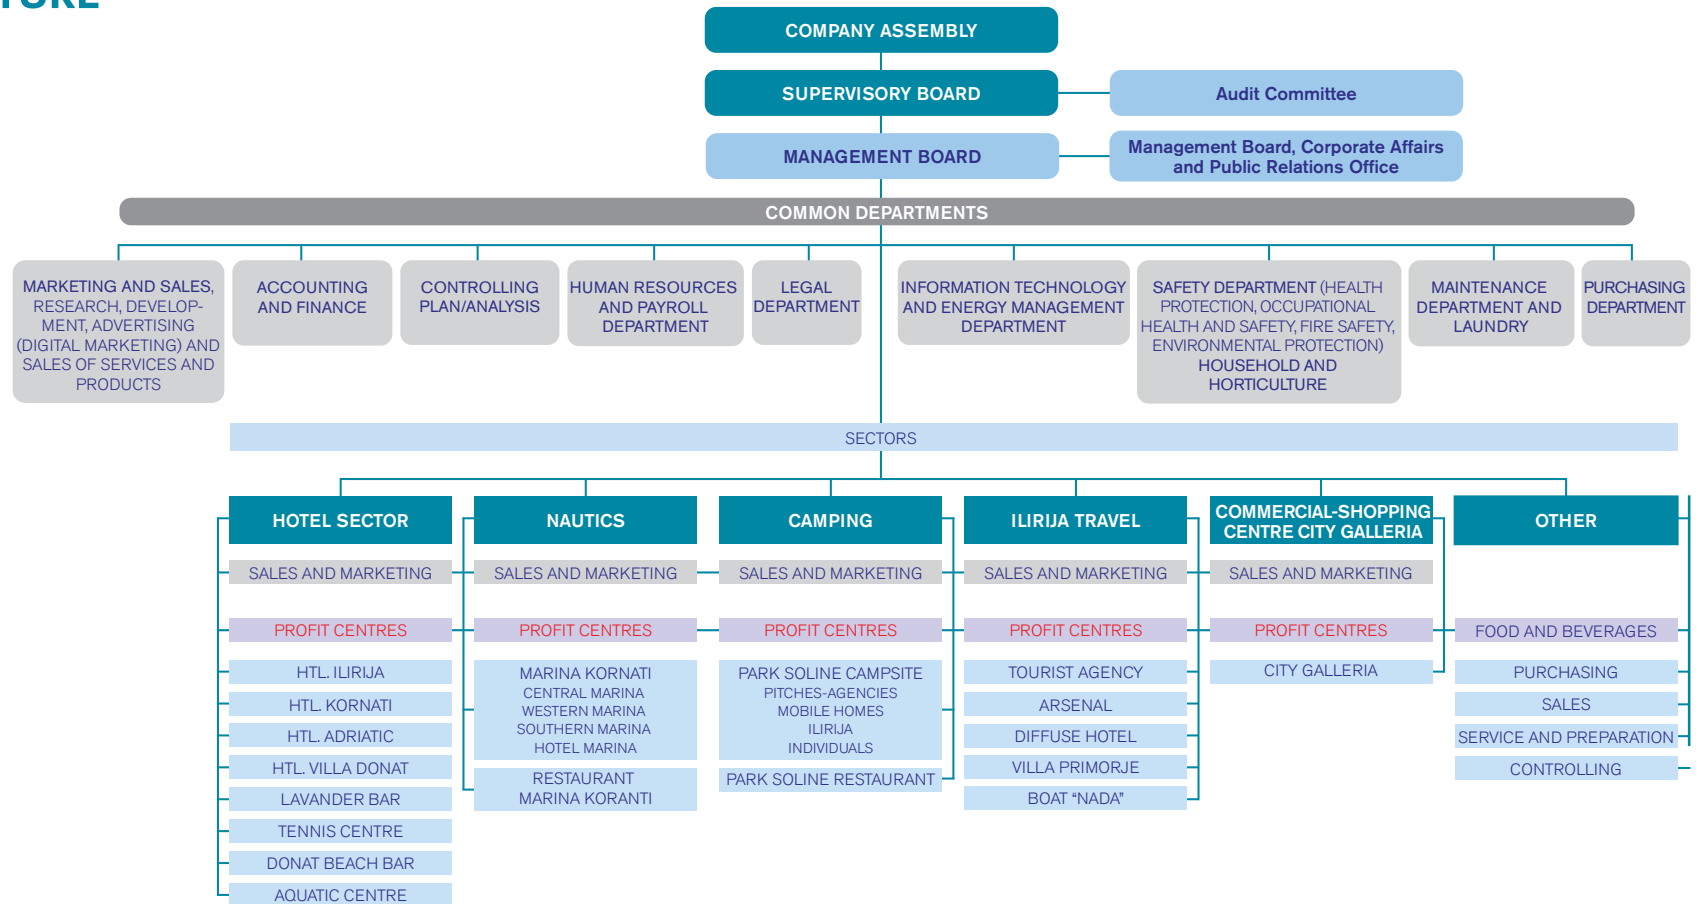 COMPANY ASSEMBLY
SUPERVISORY BOARD
Audit Committee
MANAGEMENT BOARD
Management Board, Corporate Affairs
and Public Relations Office
COMMON DEPARTMENTS
MARKETING AND SALES,
RESEARCH, DEVELOP-
MENT, ADVERTISING
(DIGITAL MARKETING) AND
SALES OF SERVICES AND
PRODUCTS
ACCOUNTING
AND FINANCE
CONTROLLING
PLAN/ANALYSIS
HUMAN RESOURCES
AND PAYROLL
DEPARTMENT
LEGAL
DEPARTMENT
INFORMATION TECHNOLOGY
AND ENERGY MANAGEMENT
DEPARTMENT
SAFETY DEPARTMENT (HEALTH
PROTECTION, OCCUPATIONAL
HEALTH AND SAFETY, FIRE SAFETY,
ENVIRONMENTAL PROTECTION)
HOUSEHOLD AND
HORTICULTURE
MAINTENANCE
DEPARTMENT AND
LAUNDRY
PURCHASING
DEPARTMENT
SECTORS
HOTEL SECTOR
SALES AND MARKETING
PROFIT CENTRES
HTL. ILIRIJA
HTL. KORNATI
HTL. ADRIATIC
HTL. VILLA DONAT
LAVANDER BAR
TENNIS CENTRE
DONAT BEACH BAR
AQUATIC CENTRE
NAUTICS
SALES AND MARKETING
PROFIT CENTRES
MARINA KORNATI
CENTRAL MARINA
WESTERN MARINA
SOUTHERN MARINA
HOTEL MARINA
RESTAURANT
MARINA KORANTI
CAMPING
SALES AND MARKETING
PROFIT CENTRES
PARK SOLINE CAMPSITE
PITCHES-AGENCIES
MOBILE HOMES
ILIRIJA
INDIVIDUALS
PARK SOLINE RESTAURANT
ILIRIJA TRAVEL
SALES AND MARKETING
PROFIT CENTRES
TOURIST AGENCY
ARSENAL
DIFFUSE HOTEL
VILLA PRIMORJE
BOAT “NADA”
COMMERCIAL-SHOPPING
CENTRE CITY GALLERIA
SALES AND MARKETING
PROFIT CENTRES
CITY GALLERIA
OTHER
FOOD AND BEVERAGES
PURCHASING
SALES
SERVICE AND PREPARATION
CONTROLLING